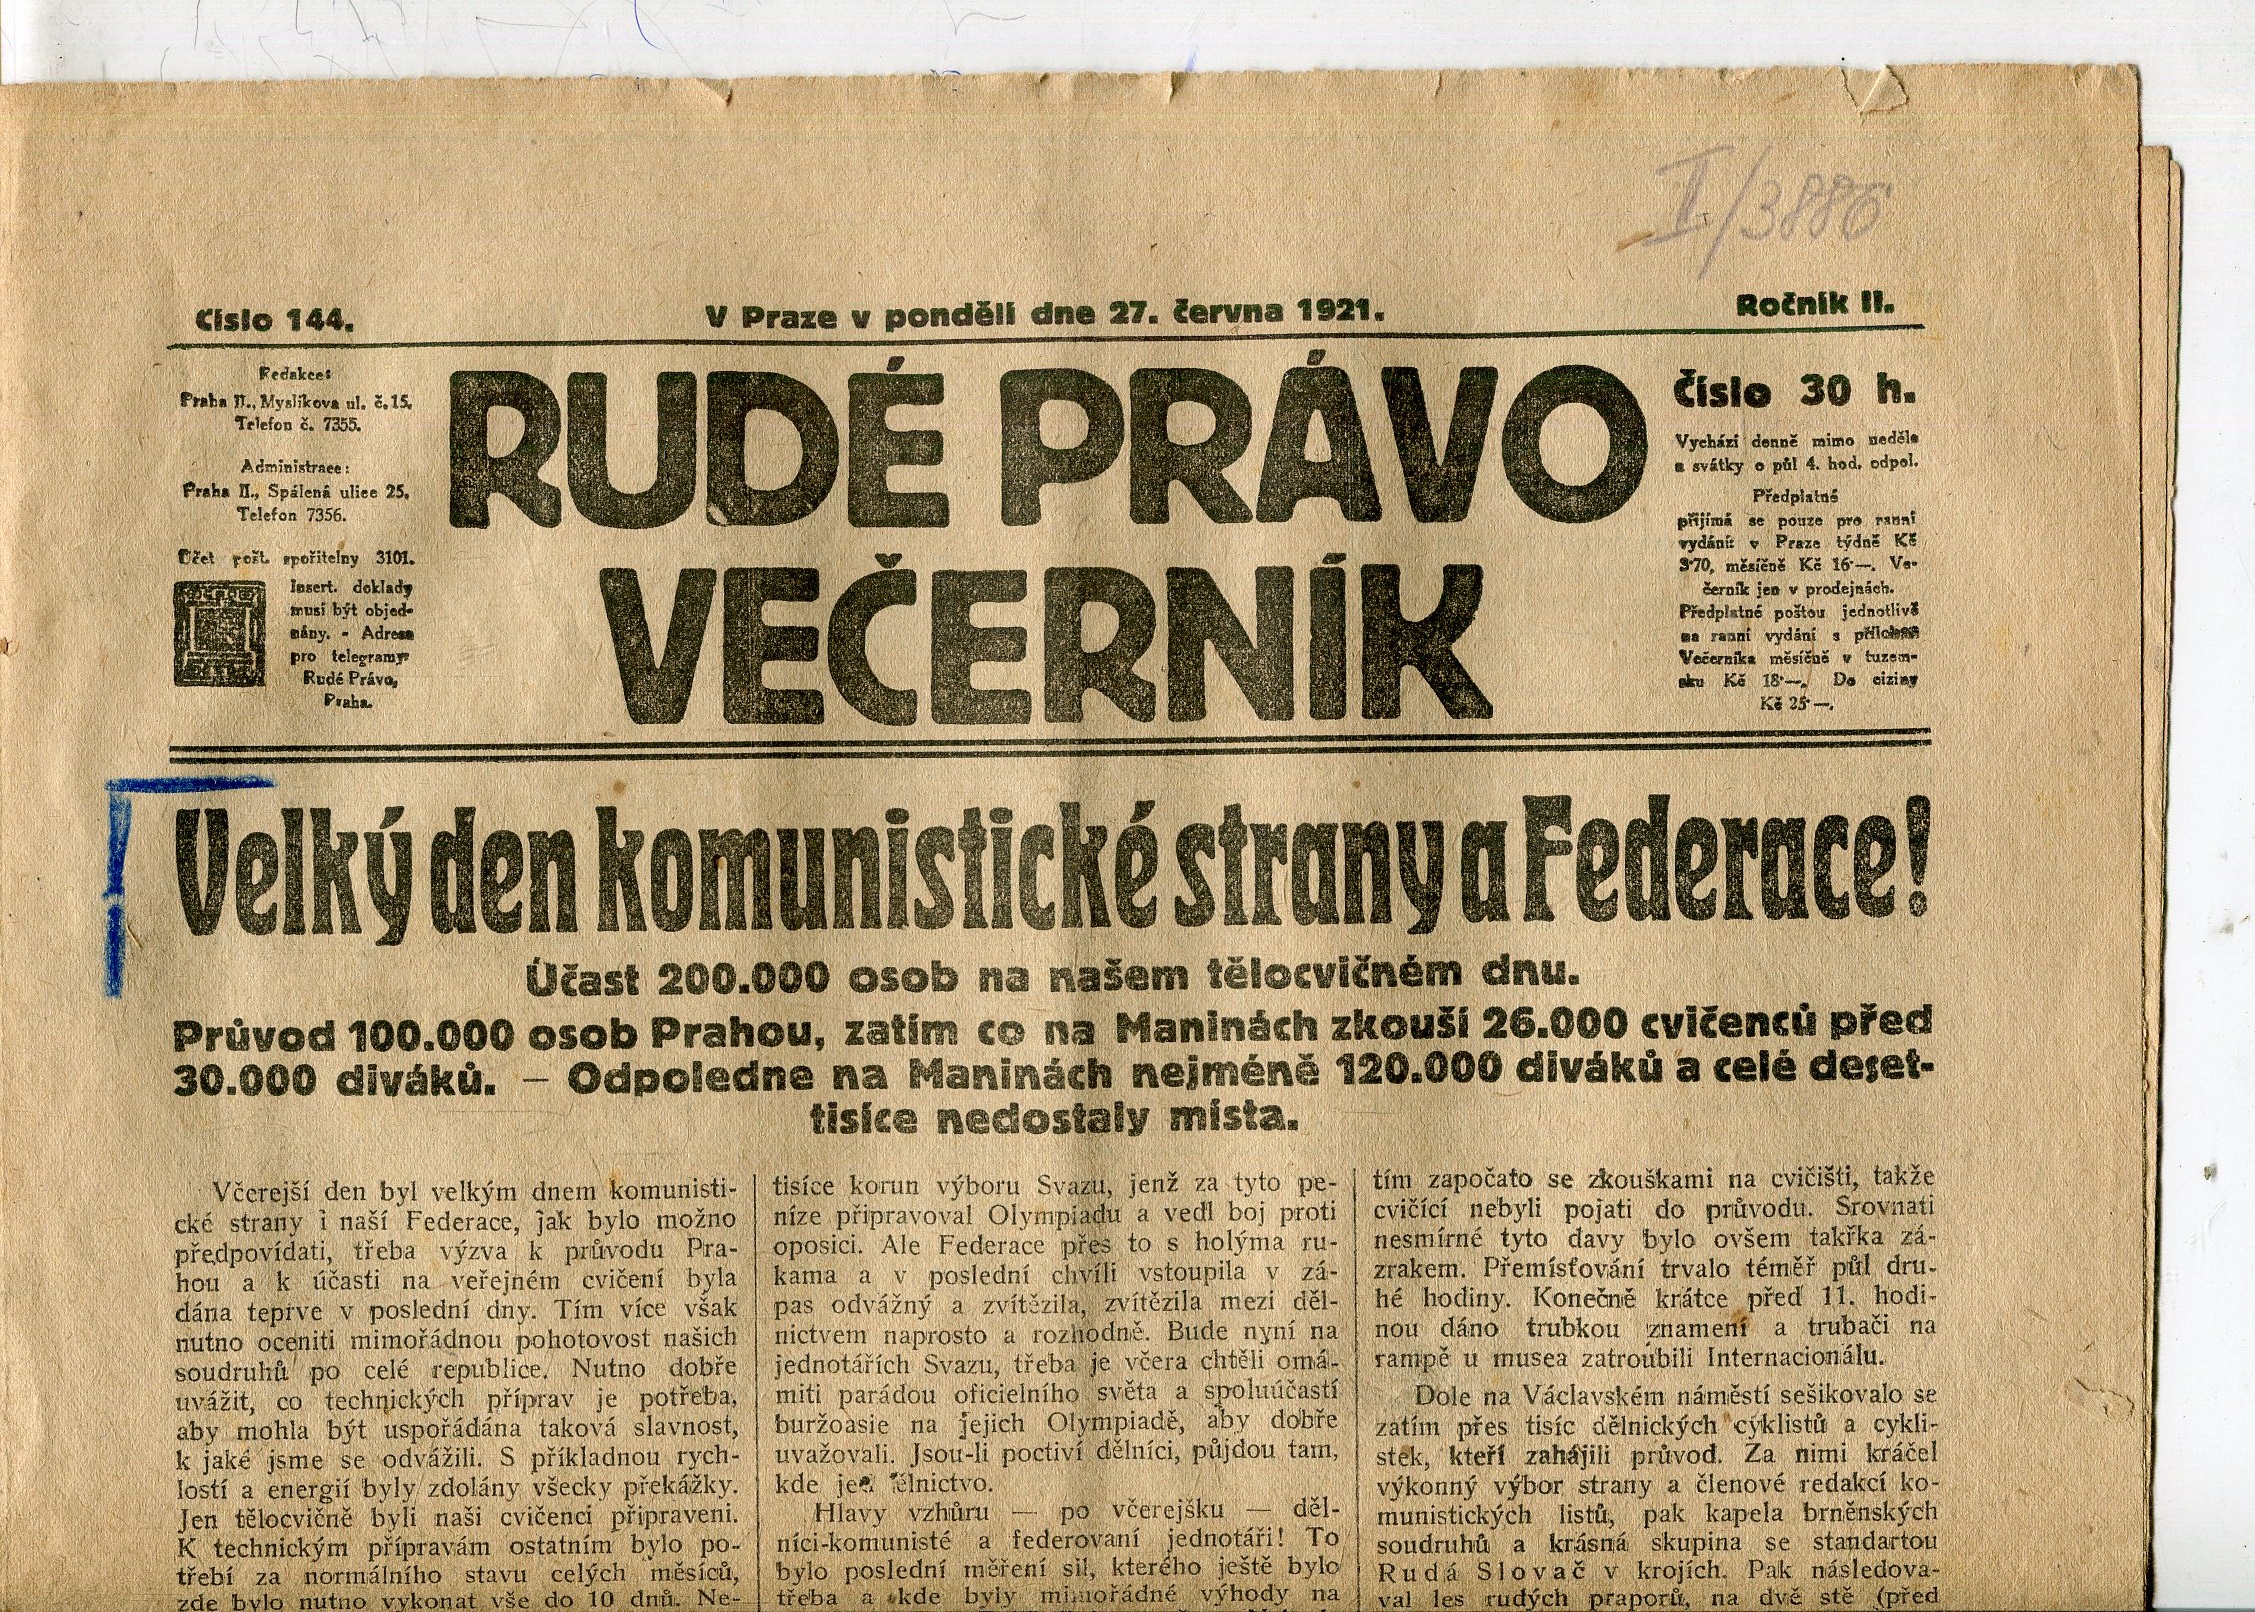 II/3886
Číslo 144.
V Praze v pondělí dne 27. června 1921.
Ročník II.
Redakce:
Praha II., Myslíkova ul. č. 15.
Telefon č. 7355.
Administrace:
Praha II., Spálená ulice 25.
Telefon 7356.
Účet pošt. spořitelny 3101.
Insert. doklady
musí být objed-
nány. - Adresa
pro telegramy
Rudé Právo,
Praha.
RUDÉ PRÁVO
VEČERNÍK
Číslo 30 h.
Vychází denně mimo neděle
a svátky o půl 4. hod. odpol.
Předplatné
přijímá se pouze pro ranní
vydání: v Praze týdně Kč
3·70, měsíčně Kč 16·—. Ve-
černík jen v prodejnách.
Předplatné poštou jednotlivě
na ranní vydání s přílohou
Večerníka měsíčně v tuzem-
sku Kč 18·—. Do ciziny
Kč 25·—.
Velký den komunistické strany a Federace!
Účast 200.000 osob na našem tělocvičném dnu.
Průvod 100.000 osob Prahou, zatím co na Maninách zkouší 26.000 cvičenců před
30.000 diváků. — Odpoledne na Maninách nejméně 120.000 diváků a celé deset-
tisíce nedostaly místa.
Včerejší den byl velkým dnem komunisti-
cké strany i naší Federace, jak bylo možno
předpovídati, třeba výzva k průvodu Pra-
hou a k účasti na veřejném cvičení byla
dána teprve v poslední dny. Tím více však
nutno oceniti mimořádnou pohotovost našich
soudruhů po celé republice. Nutno dobře
uvážit, co technických příprav je potřeba,
aby mohla být uspořádána taková slavnost,
k jaké jsme se odvážili. S příkladnou rych-
lostí a energií byly zdolány všecky překážky.
Jen tělocvičně byli naši cvičenci připraveni.
K technickým přípravám ostatním bylo po-
třebí za normálního stavu celých měsíců,
zde bylo nutno vykonat vše do 10 dnů. Ne-
tisíce korun výboru Svazu, jenž za tyto pe-
níze připravoval Olympiadu a vedl boj proti
oposici. Ale Federace přes to s holýma ru-
kama a v poslední chvíli vstoupila v zá-
pas odvážný a zvítězila, zvítězila mezi děl-
nictvem naprosto a rozhodně. Bude nyní na
jednotářích Svazu, třeba je včera chtěli omá-
miti parádou oficielního světa a spoluúčastí
buržoasie na jejich Olympiadě, aby dobře
uvažovali. Jsou-li poctiví dělníci, půjdou tam,
kde je dělnictvo.
Hlavy vzhůru — po včerejšku — děl-
níci-komunisté a federovaní jednotáři! To
bylo poslední měření sil, kterého ještě bylo
třeba a kde byly mimořádné výhody na
tím započato se zkouškami na cvičišti, takže
cvičící nebyli pojati do průvodu. Srovnati
nesmírné tyto davy bylo ovšem takřka zá-
zrakem. Přemisťování trvalo téměř půl dru-
hé hodiny. Konečně krátce před 11. hodi-
nou dáno trubkou znamení a trubači na
rampě u musea zatroubili Internacionálu.
Dole na Václavském náměstí sešikovalo se
zatím přes tisíc dělnických cyklistů a cykli-
stek, kteří zahájili průvod. Za nimi kráčel
výkonný výbor strany a členové redakcí ko-
munistických listů, pak kapela brněnských
soudruhů a krásná skupina se standartou
Rudá Slovač v krojích. Pak následova-
val les rudých praporů, na dvě stě (před